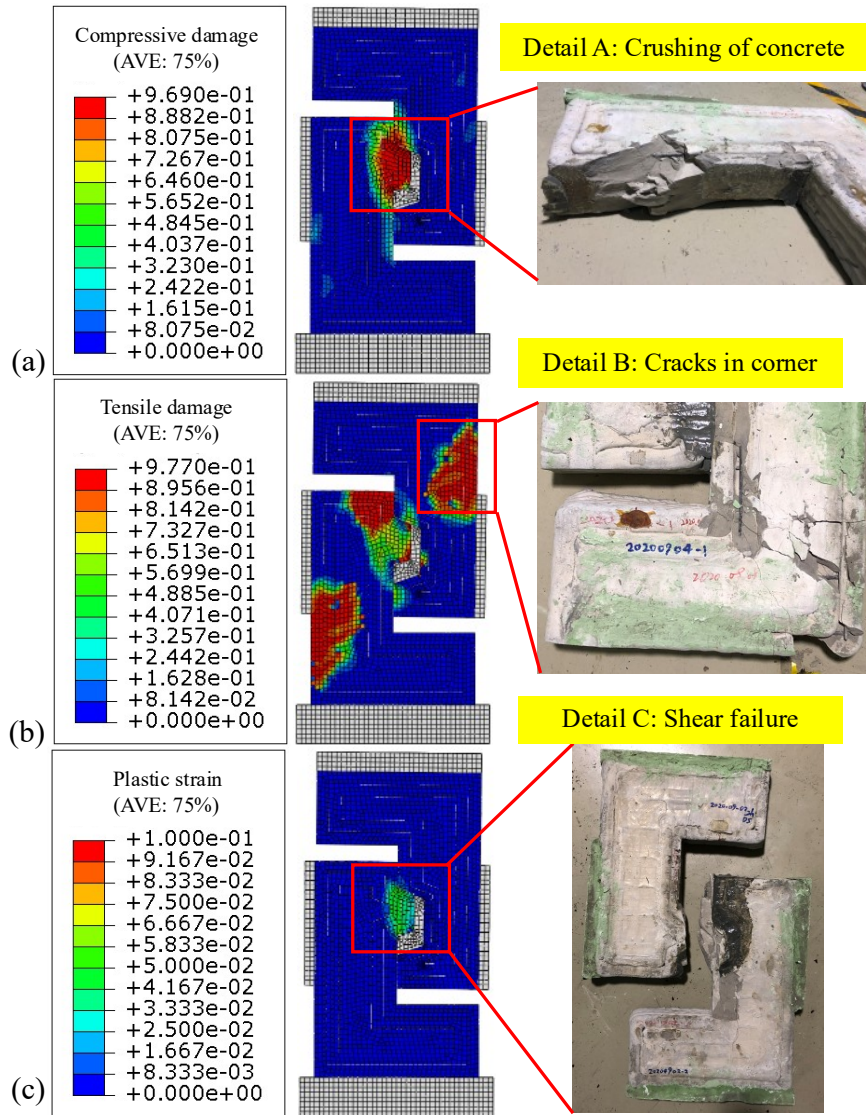 Compressive damage
(AVE: 75%)
+9.690e-01
+8.882e-01
+8.075e-01
+7.267e-01
+6.460e-01
+5.652e-01
+4.845e-01
+4.037e-01
+3.230e-01
+2.422e-01
+1.615e-01
+8.075e-02
+0.000e+00
(a)
Detail A: Crushing of concrete
Tensile damage
(AVE: 75%)
+9.770e-01
+8.956e-01
+8.142e-01
+7.327e-01
+6.513e-01
+5.699e-01
+4.885e-01
+4.071e-01
+3.257e-01
+2.442e-01
+1.628e-01
+8.142e-02
+0.000e+00
(b)
Detail B: Cracks in corner
20200904-1
Plastic strain
(AVE: 75%)
+1.000e-01
+9.167e-02
+8.333e-02
+7.500e-02
+6.667e-02
+5.833e-02
+5.000e-02
+4.167e-02
+3.333e-02
+2.500e-02
+1.667e-02
+8.333e-03
+0.000e+00
(c)
Detail C: Shear failure